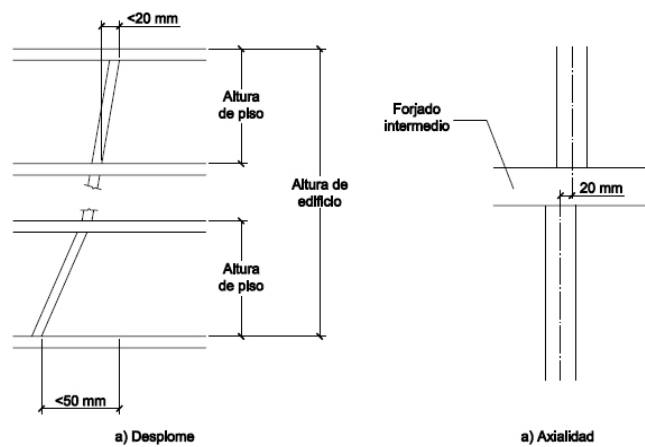 <20 mm
Altura
de piso
Altura de
edificio
Altura
de piso
<50 mm
a) Desplome
Forjado
intermedio
20 mm
a) Axialidad